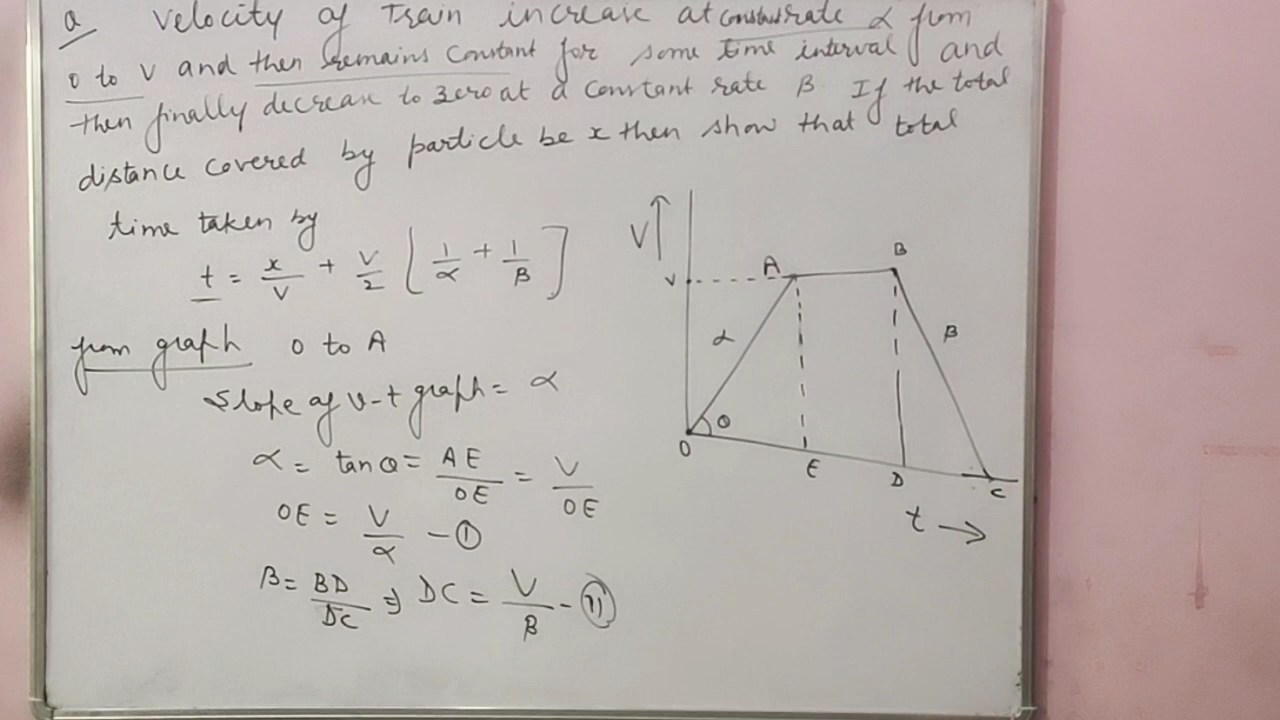 Q Velocity of Train increase at constant rate α from
0 to V and then remains constant for some time interval and
then finally decrease to zero at a constant rate β If the total
distance covered by particle be x then show that total
time taken by
t = x/V + V/2 [ 1/α + 1/β ]
from graph 0 to A
Slope of v-t graph = α
α = tan θ = AE/OE = V/OE
OE = V/α - ①
β = BD/DC ⇒ DC = V/β - ⑪
V ↑
v
A
B
α
β
θ
O
E
D
C
t →